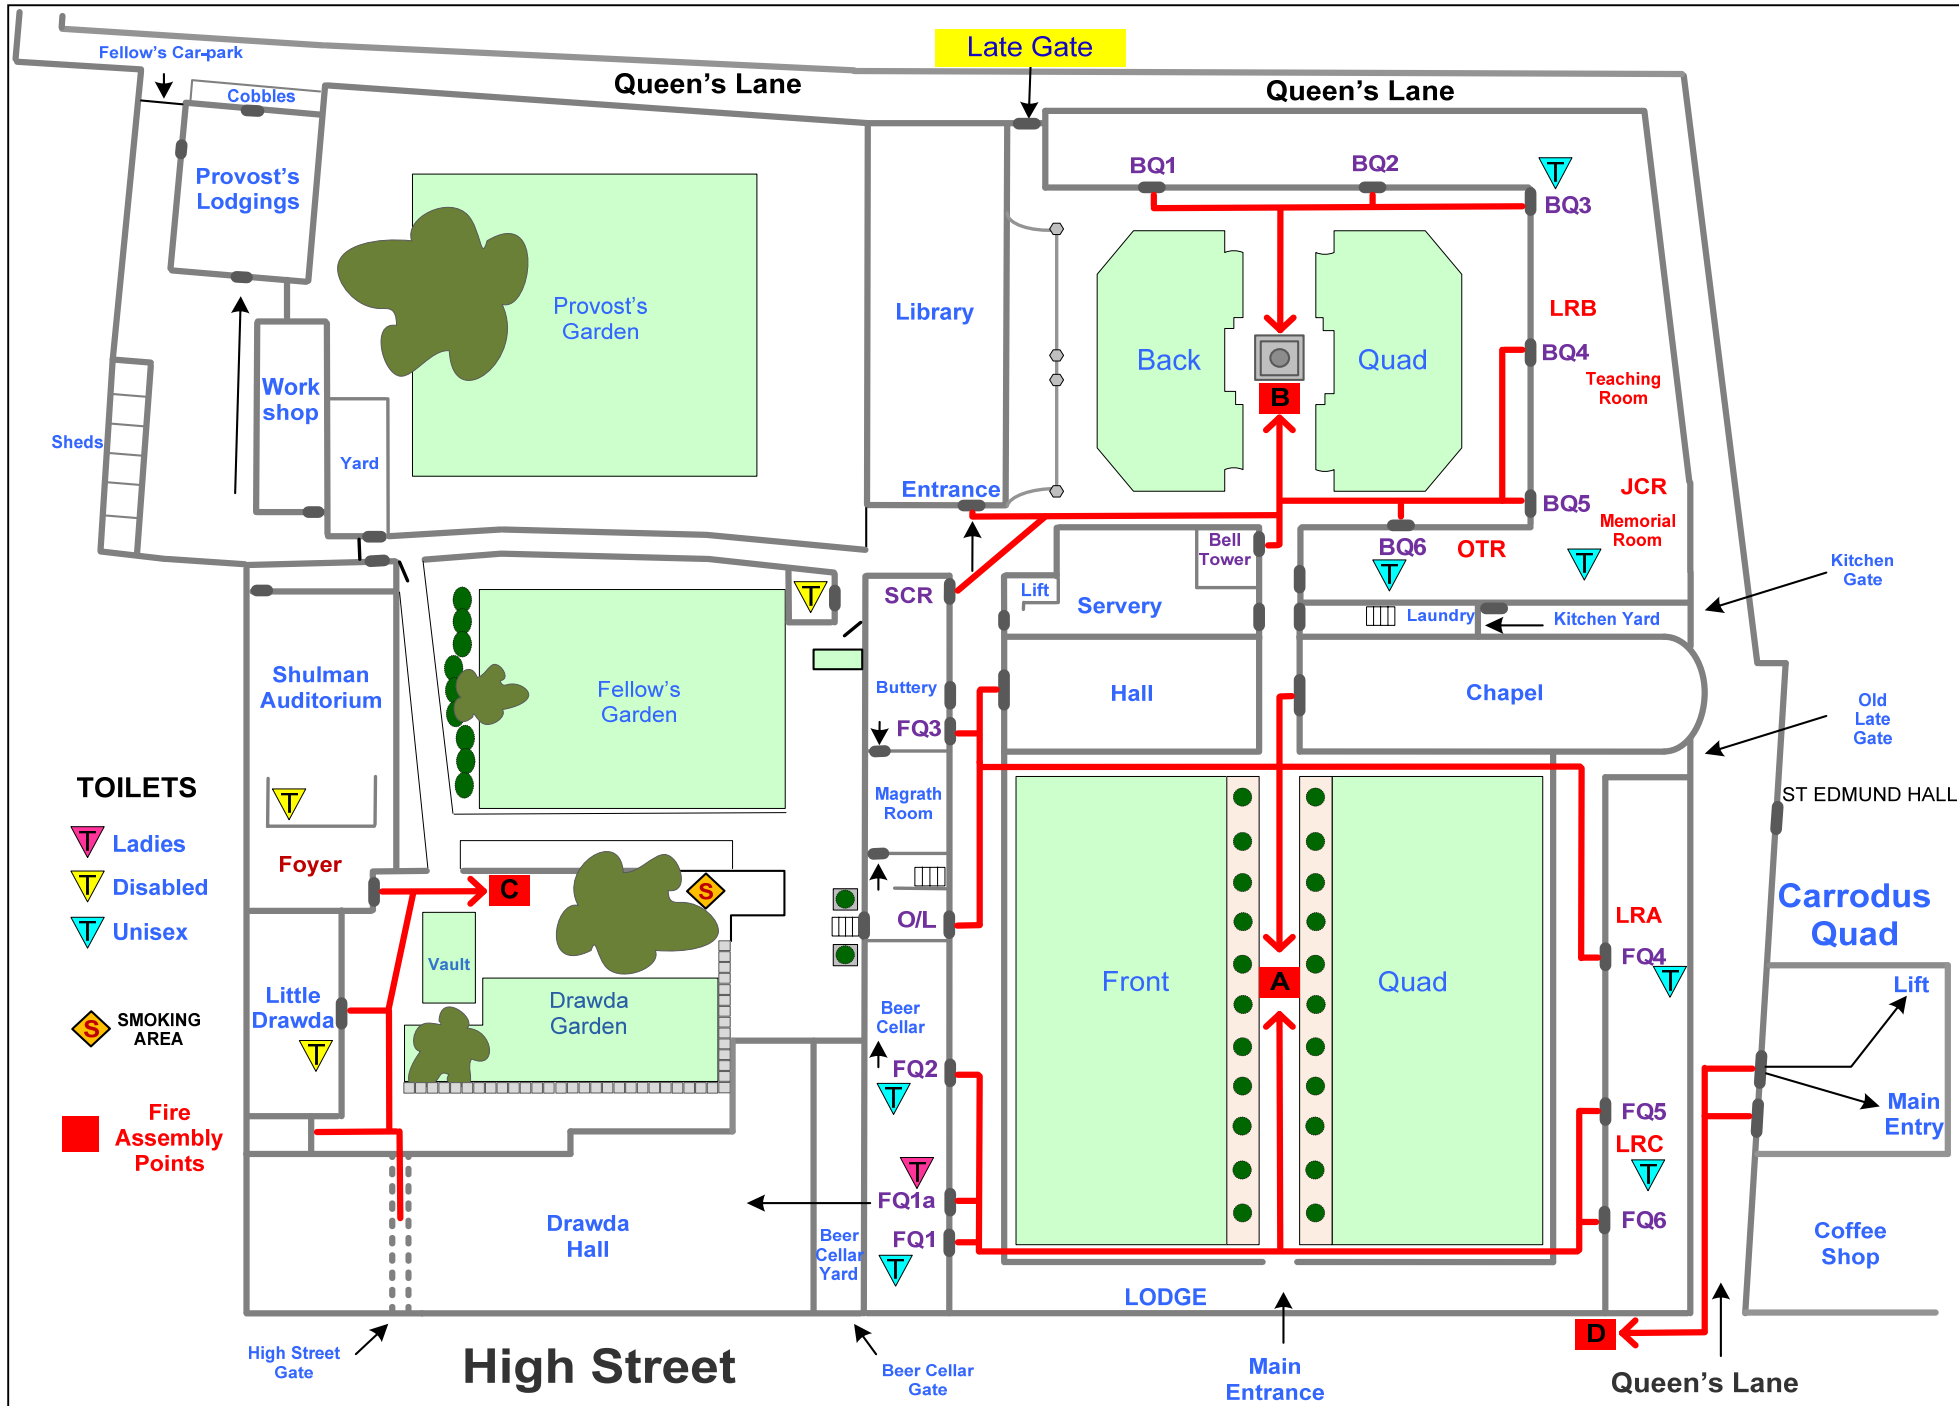 Late Gate
Fellow's Car-park
Queen's Lane
Queen's Lane
Cobbles
Provost's
Lodgings
BQ1
BQ2
T
BQ3
Provost's
Garden
Library
LRB
Back
Quad
BQ4
Teaching
Room
Work
shop
B
Sheds
Yard
Entrance
JCR
BQ5
Memorial
Room
Bell
Tower
BQ6
OTR
T
T
Kitchen
Gate
SCR
T
Lift
Servery
Laundry
Kitchen Yard
Shulman
Auditorium
Fellow's
Garden
Buttery
Hall
Chapel
Old
Late
Gate
FQ3
TOILETS
T
Ladies
T
Disabled
T
Unisex
T
Foyer
Magrath
Room
ST EDMUND HALL
C
S
O/L
Carrodus
Quad
LRA
FQ4
T
Vault
Little
Drawda
T
Drawda
Garden
Front
A
Quad
Lift
S
SMOKING
AREA
Beer
Cellar
FQ2
T
Main
Entry
Fire
Assembly
Points
FQ5
LRC
T
T
FQ1a
FQ6
Drawda
Hall
Beer
Cellar
Yard
FQ1
T
Coffee
Shop
LODGE
D
High Street
Gate
High Street
Beer Cellar
Gate
Main
Entrance
Queen's Lane